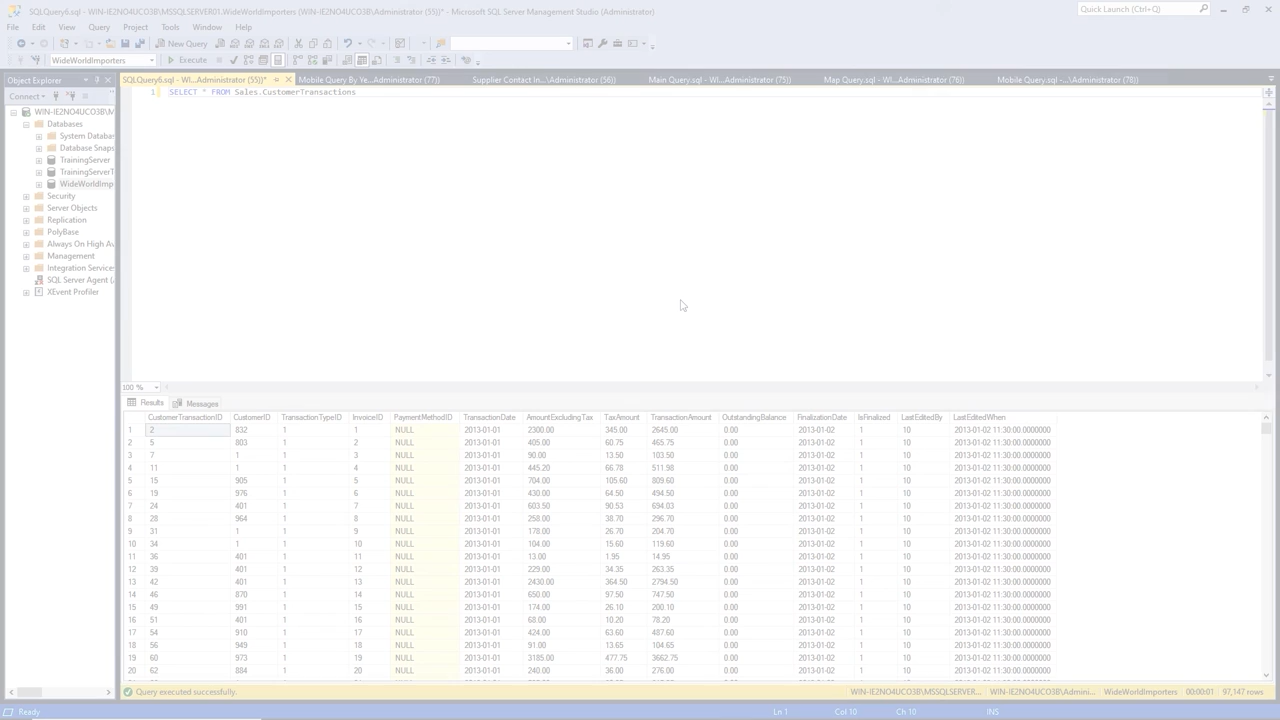 SQLQuery6.sql - WIN-IE2NO4UCO3B\MSSQLSERVER01.WideWorldImporters (WIN-IE2NO4UCO3B\Administrator (55))* - Microsoft SQL Server Management Studio (Administrator)
Quick Launch (Ctrl+Q)
File Edit View Query Project Tools Window Help
New Query
WideWorldImporters Execute
Object Explorer
SQLQuery6.sql - WI...Administrator (55))* Mobile Query By Ye...Administrator (77)) Supplier Contact In...\Administrator (56)) Main Query.sql - WI...Administrator (75)) Map Query.sql - WI...Administrator (76)) Mobile Query.sql -...\Administrator (78))
Connect
WIN-IE2NO4UCO3B\M
Databases
System Databas
Database Snaps
TrainingServer
TrainingServerT
WideWorldImp
Security
Server Objects
Replication
PolyBase
Always On High Av
Management
Integration Services
SQL Server Agent (A
XEvent Profiler
1 SELECT * FROM Sales.CustomerTransactions
100 %
Results Messages
CustomerTransactionID CustomerID TransactionTypeID InvoiceID PaymentMethodID TransactionDate AmountExcludingTax TaxAmount TransactionAmount OutstandingBalance FinalizationDate IsFinalized LastEditedBy LastEditedWhen
1 2 832 1 1 NULL 2013-01-01 2300.00 345.00 2645.00 0.00 2013-01-02 1 10 2013-01-02 11:30:00.0000000
2 5 803 1 2 NULL 2013-01-01 405.00 60.75 465.75 0.00 2013-01-02 1 10 2013-01-02 11:30:00.0000000
3 7 1 1 3 NULL 2013-01-01 90.00 13.50 103.50 0.00 2013-01-02 1 10 2013-01-02 11:30:00.0000000
4 11 1 1 4 NULL 2013-01-01 445.20 66.78 511.98 0.00 2013-01-02 1 10 2013-01-02 11:30:00.0000000
5 15 905 1 5 NULL 2013-01-01 704.00 105.60 809.60 0.00 2013-01-02 1 10 2013-01-02 11:30:00.0000000
6 19 976 1 6 NULL 2013-01-01 430.00 64.50 494.50 0.00 2013-01-02 1 10 2013-01-02 11:30:00.0000000
7 24 401 1 7 NULL 2013-01-01 603.50 90.53 694.03 0.00 2013-01-02 1 10 2013-01-02 11:30:00.0000000
8 28 964 1 8 NULL 2013-01-01 258.00 38.70 296.70 0.00 2013-01-02 1 10 2013-01-02 11:30:00.0000000
9 31 1 1 9 NULL 2013-01-01 178.00 26.70 204.70 0.00 2013-01-02 1 10 2013-01-02 11:30:00.0000000
10 34 1 1 10 NULL 2013-01-01 104.00 15.60 119.60 0.00 2013-01-02 1 10 2013-01-02 11:30:00.0000000
11 36 401 1 11 NULL 2013-01-01 13.00 1.95 14.95 0.00 2013-01-02 1 10 2013-01-02 11:30:00.0000000
12 39 401 1 12 NULL 2013-01-01 229.00 34.35 263.35 0.00 2013-01-02 1 10 2013-01-02 11:30:00.0000000
13 42 401 1 13 NULL 2013-01-01 2430.00 364.50 2794.50 0.00 2013-01-02 1 10 2013-01-02 11:30:00.0000000
14 46 870 1 14 NULL 2013-01-01 650.00 97.50 747.50 0.00 2013-01-02 1 10 2013-01-02 11:30:00.0000000
15 49 991 1 15 NULL 2013-01-01 174.00 26.10 200.10 0.00 2013-01-02 1 10 2013-01-02 11:30:00.0000000
16 51 401 1 16 NULL 2013-01-01 68.00 10.20 78.20 0.00 2013-01-02 1 10 2013-01-02 11:30:00.0000000
17 54 910 1 17 NULL 2013-01-01 424.00 63.60 487.60 0.00 2013-01-02 1 10 2013-01-02 11:30:00.0000000
18 56 949 1 18 NULL 2013-01-01 91.00 13.65 104.65 0.00 2013-01-02 1 10 2013-01-02 11:30:00.0000000
19 60 973 1 19 NULL 2013-01-01 3185.00 477.75 3662.75 0.00 2013-01-02 1 10 2013-01-02 11:30:00.0000000
20 62 884 1 20 NULL 2013-01-01 240.00 36.00 276.00 0.00 2013-01-02 1 10 2013-01-02 11:30:00.0000000
Query executed successfully. WIN-IE2NO4UCO3B\MSSQLSERVER... WIN-IE2NO4UCO3B\Admini... WideWorldImporters 00:00:01 97,147 rows
Ready Ln 1 Col 10 Ch 10 INS